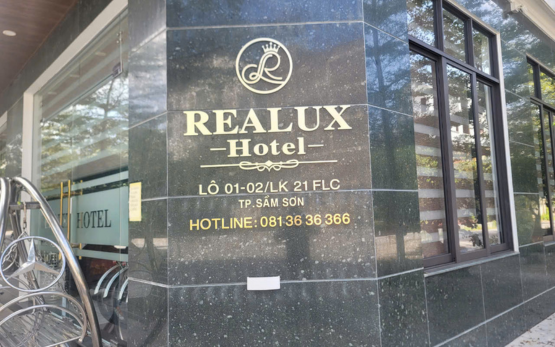 R
REALUX
Hotel
LÔ 01-02/LK 21 FLC
TP.SẦM SƠN
HOTLINE: 081 36 36 366
HOTEL